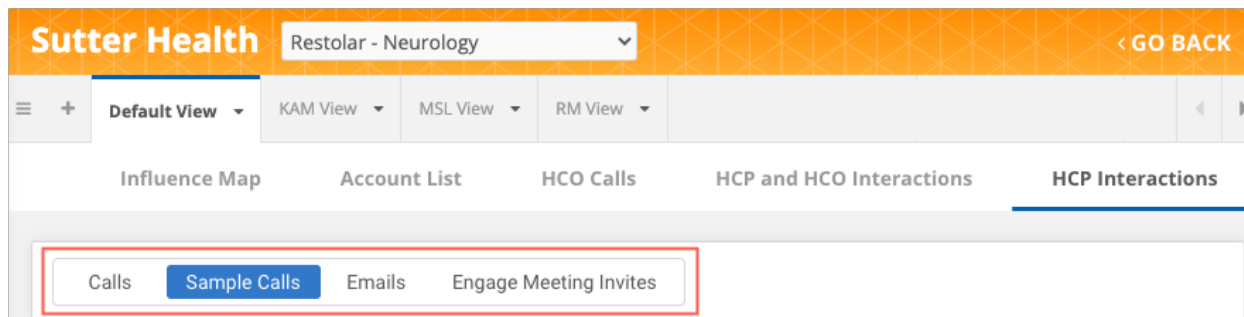 Sutter Health Restolar - Neurology GO BACK
Default View KAM View MSL View RM View
Influence Map Account List HCO Calls HCP and HCO Interactions HCP Interactions
Calls Sample Calls Emails Engage Meeting Invites